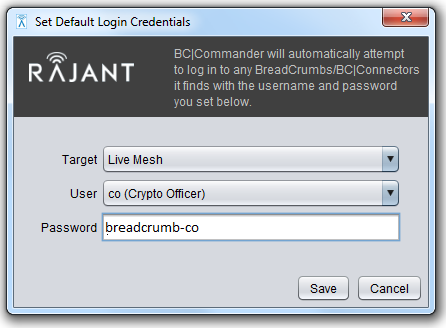 Set Default Login Credentials
RAJANT
BC|Commander will automatically attempt
to log in to any BreadCrumbs/BC|Connectors
it finds with the username and password
you set below.
Target Live Mesh
User co (Crypto Officer)
Password breadcrumb-co
Save Cancel